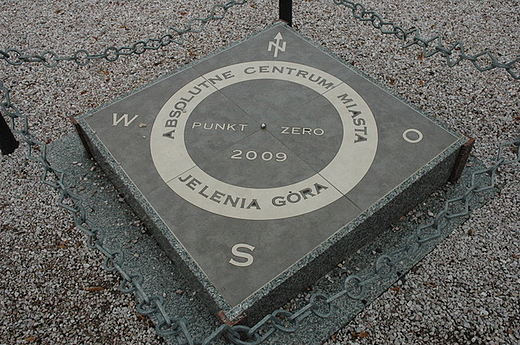 N
ABSOLUTNE CENTRUM MIASTA
W
O
PUNKT ZERO
2009
JELENIA GÓRA
S